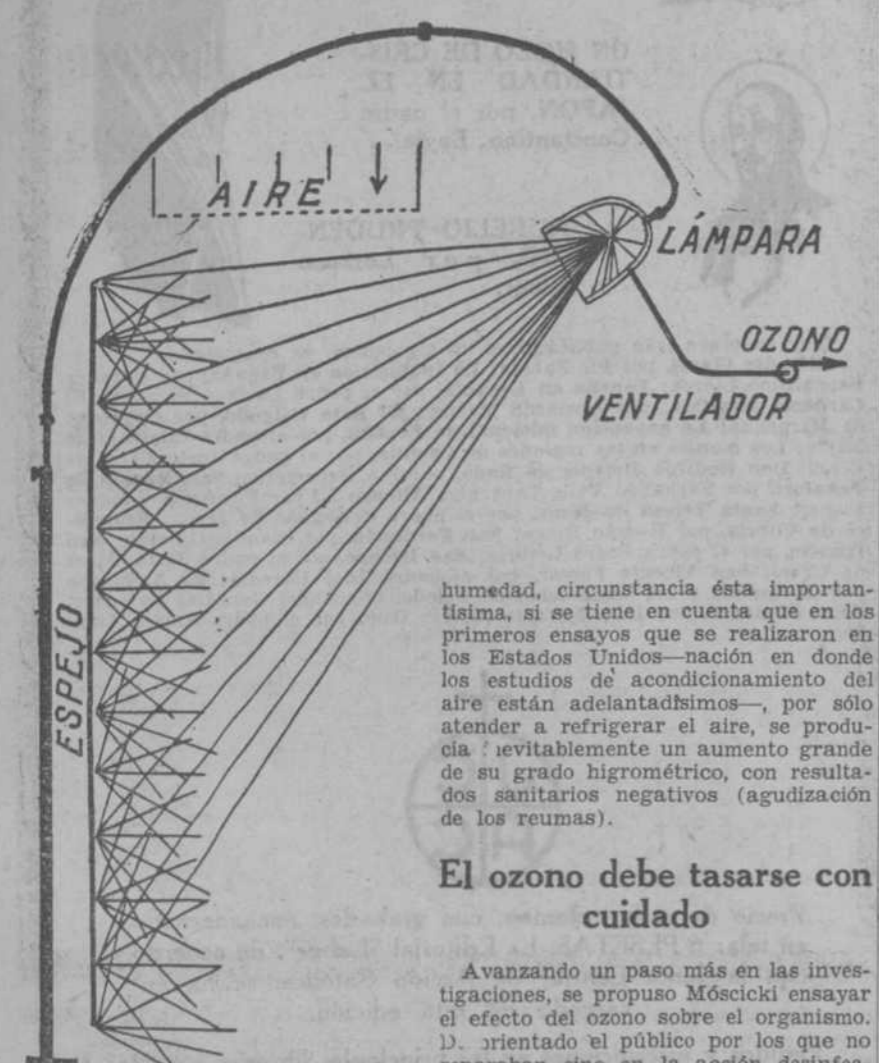 AIRE
LÁMPARA
OZONO
VENTILADOR
ESPEJO
humedad, circunstancia ésta importan-
tísima, si se tiene en cuenta que en los
primeros ensayos que se realizaron en
los Estados Unidos—nación en donde
los estudios de acondicionamiento del
aire están adelantadísimos—, por sólo
atender a refrigerar el aire, se produ-
cía un aumento grande
de su grado higrométrico, con resulta-
dos sanitarios negativos (agudización
de los reumas).
El ozono debe tasarse con
cuidado
Avanzando un paso más en las inves-
tigaciones, se propuso Móscicki ensayar
el efecto del ozono sobre el organismo.
el público por los que no
sino en la acción